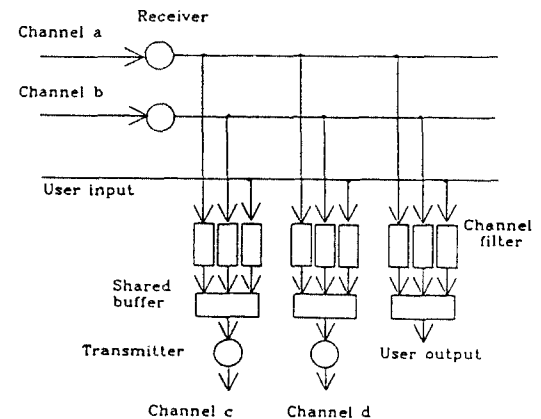 Receiver
Channel a
Channel b
User input
Channel
filter
Shared
buffer
Transmitter
User output
Channel c
Channel d